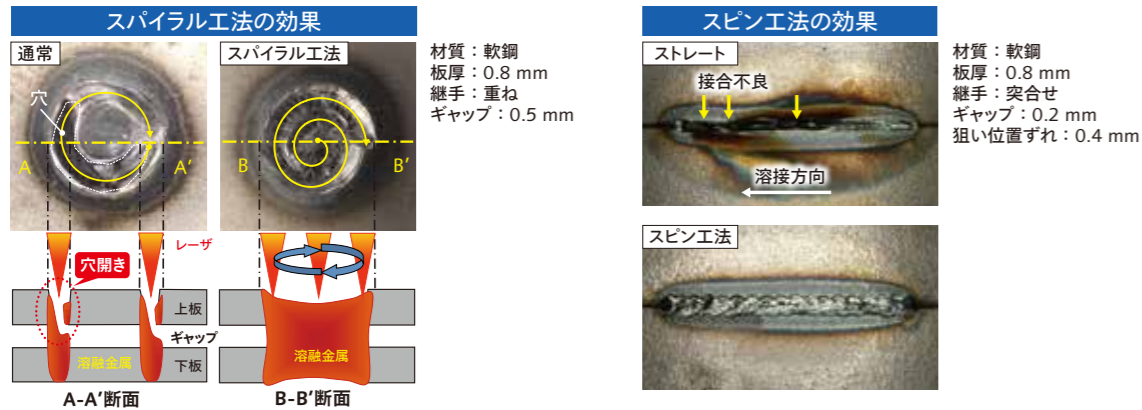 スパイラル工法の効果
通常
穴
A
A'
スパイラル工法
B
B'
材質：軟鋼
板厚：0.8 mm
継手：重ね
ギャップ：0.5 mm
レーザ
穴開き
上板
ギャップ
溶融金属
下板
A-A'断面
溶融金属
B-B'断面
スピン工法の効果
ストレート
接合不良
溶接方向
材質：軟鋼
板厚：0.8 mm
継手：突合せ
ギャップ：0.2 mm
狙い位置ずれ：0.4 mm
スピン工法